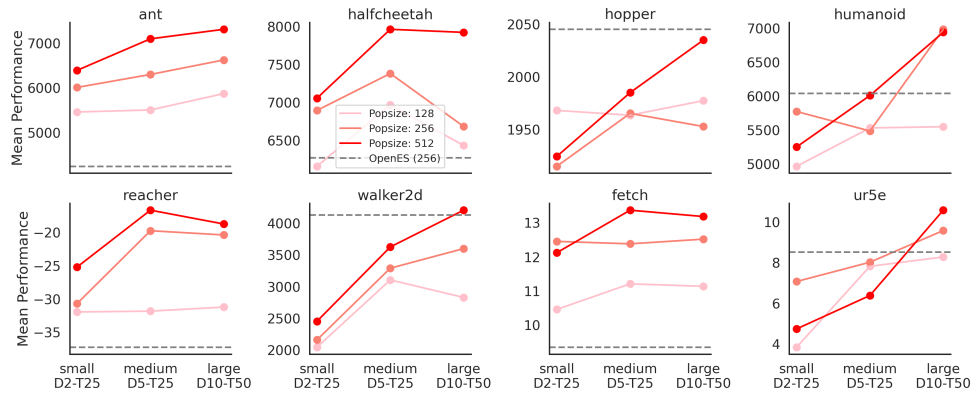 ant
halfcheetah
hopper
humanoid
Mean Performance
7000
6000
5000
8000
7500
7000
6500
Popsize: 128
Popsize: 256
Popsize: 512
OpenES (256)
2050
2000
1950
7000
6500
6000
5500
5000
reacher
walker2d
fetch
ur5e
Mean Performance
−20
−25
−30
−35
4000
3500
3000
2500
2000
13
12
11
10
10
8
6
4
small
D2-T25
medium
D5-T25
large
D10-T50
small
D2-T25
medium
D5-T25
large
D10-T50
small
D2-T25
medium
D5-T25
large
D10-T50
small
D2-T25
medium
D5-T25
large
D10-T50